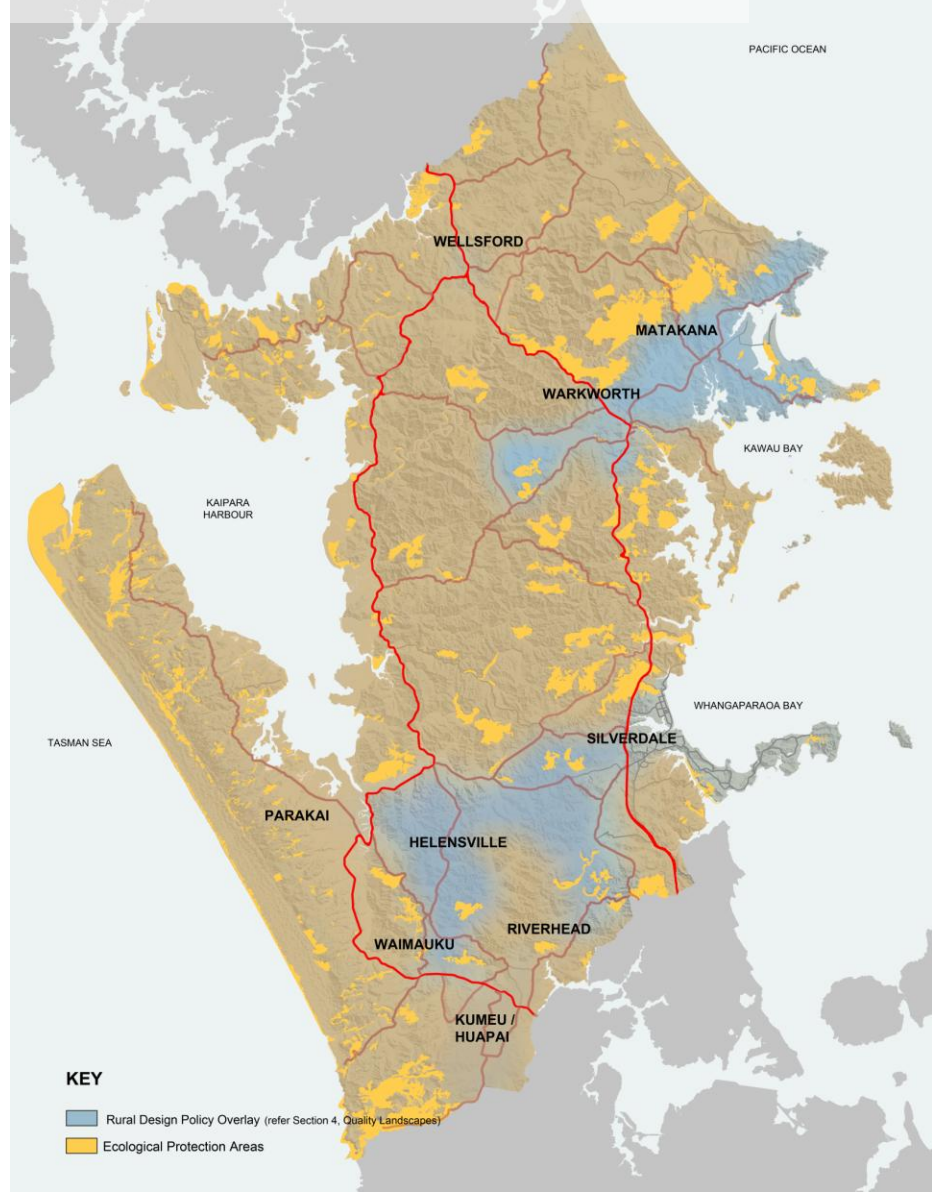 PACIFIC OCEAN
WELLSFORD
MATAKANA
WARKWORTH
KAWAU BAY
KAIPARA
HARBOUR
WHANGAPARAOA BAY
TASMAN SEA
SILVERDALE
PARAKAI
HELENSVILLE
RIVERHEAD
WAIMAUKU
KUMEU /
HUAPAI
KEY
Rural Design Policy Overlay (refer Section 4, Quality Landscapes)
Ecological Protection Areas